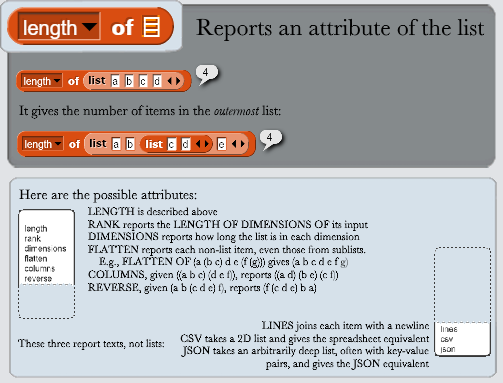 length of
Reports an attribute of the list
length of list a b c d
4
It gives the number of items in the outermost list:
length of list a b list c d e
4
Here are the possible attributes:
length
rank
dimensions
flatten
columns
reverse
LENGTH is described above
RANK reports the LENGTH OF DIMENSIONS OF its input
DIMENSIONS reports how long the list is in each dimension
FLATTEN reports each non-list item, even those from sublists.
E.g., FLATTEN OF (a (b c) d e (f (g))) gives (a b c d e f g)
COLUMNS, given ((a b c) (d e f)), reports ((a d) (b e) (c f))
REVERSE, given (a b (c d e) f), reports (f (c d e) b a)
These three report texts, not lists:
LINES joins each item with a newline
CSV takes a 2D list and gives the spreadsheet equivalent
JSON takes an arbitrarily deep list, often with key-value
pairs, and gives the JSON equivalent
lines
csv
json